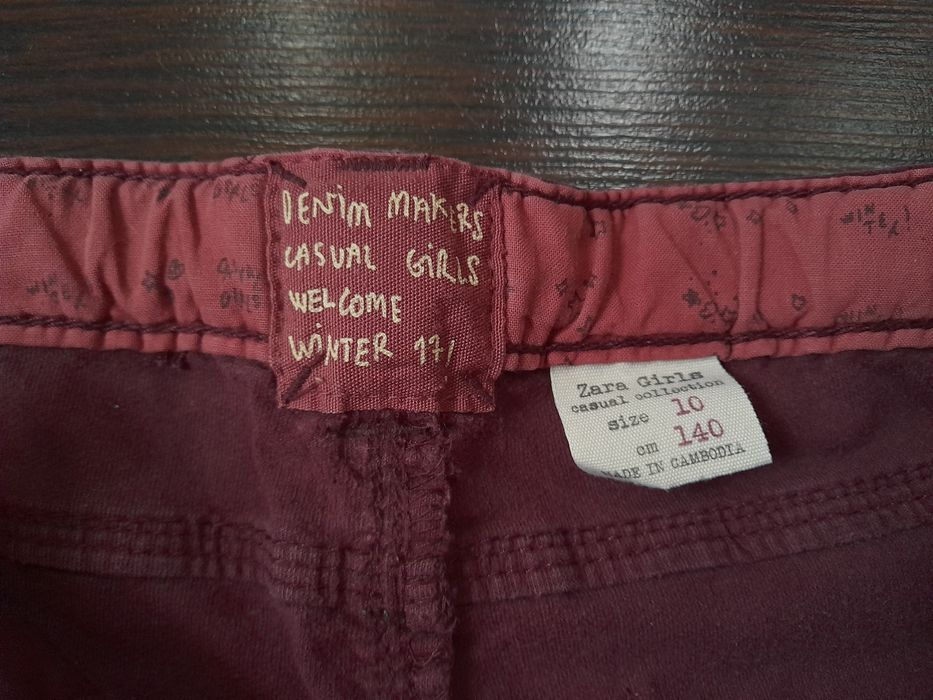 DENiM MAKERS
CASUAL GiRLS
WELCOME
WiNTER 17/
Zara Girls
casual collection
size 10
cm 140
MADE IN CAMBODIA